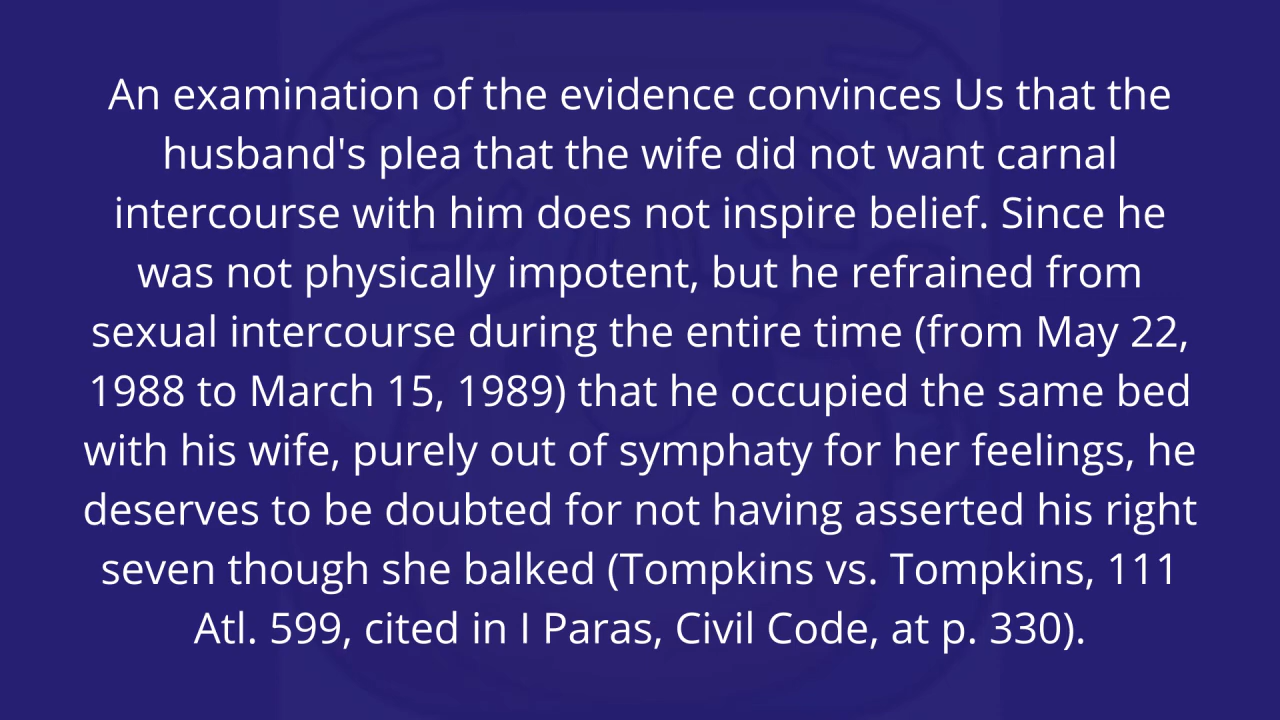 An examination of the evidence convinces Us that the
husband's plea that the wife did not want carnal
intercourse with him does not inspire belief. Since he
was not physically impotent, but he refrained from
sexual intercourse during the entire time (from May 22,
1988 to March 15, 1989) that he occupied the same bed
with his wife, purely out of symphaty for her feelings, he
deserves to be doubted for not having asserted his right
seven though she balked (Tompkins vs. Tompkins, 111
Atl. 599, cited in I Paras, Civil Code, at p. 330).